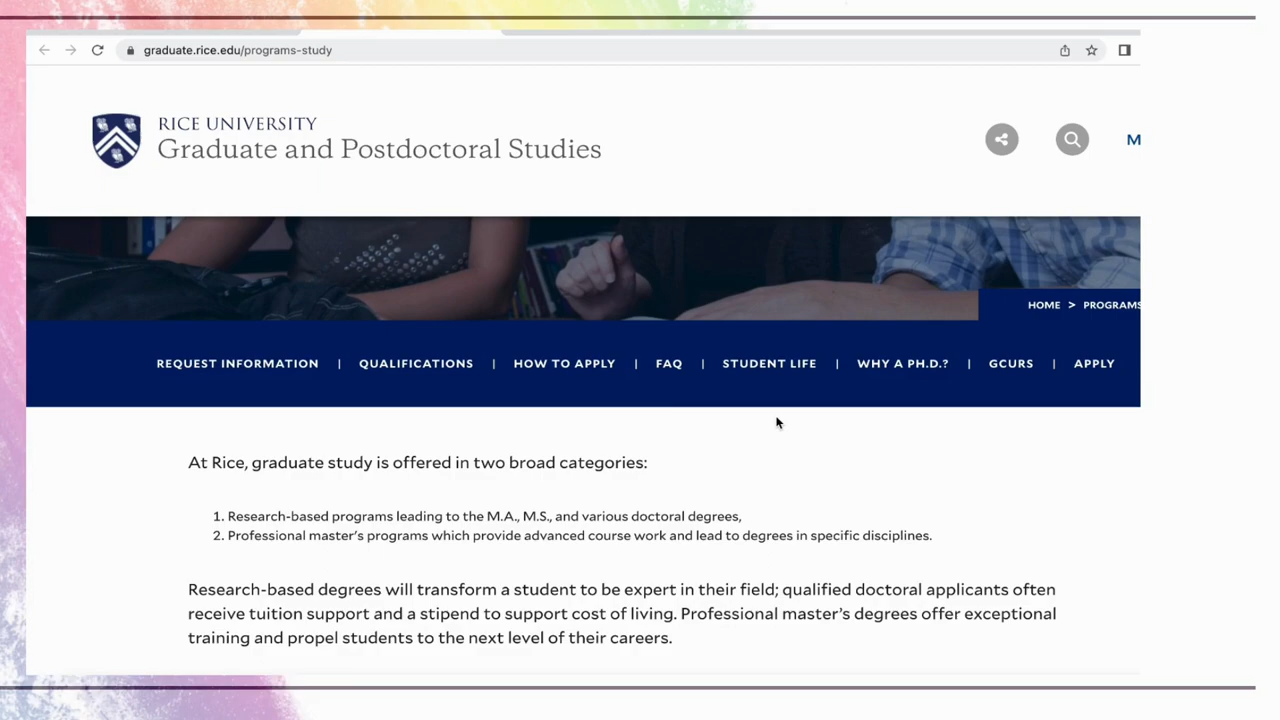 graduate.rice.edu/programs-study
RICE UNIVERSITY
Graduate and Postdoctoral Studies
M
HOME > PROGRAMS
REQUEST INFORMATION | QUALIFICATIONS | HOW TO APPLY | FAQ | STUDENT LIFE | WHY A PH.D.? | GCURS | APPLY
At Rice, graduate study is offered in two broad categories:
1. Research-based programs leading to the M.A., M.S., and various doctoral degrees,
2. Professional master's programs which provide advanced course work and lead to degrees in specific disciplines.
Research-based degrees will transform a student to be expert in their field; qualified doctoral applicants often
receive tuition support and a stipend to support cost of living. Professional master's degrees offer exceptional
training and propel students to the next level of their careers.